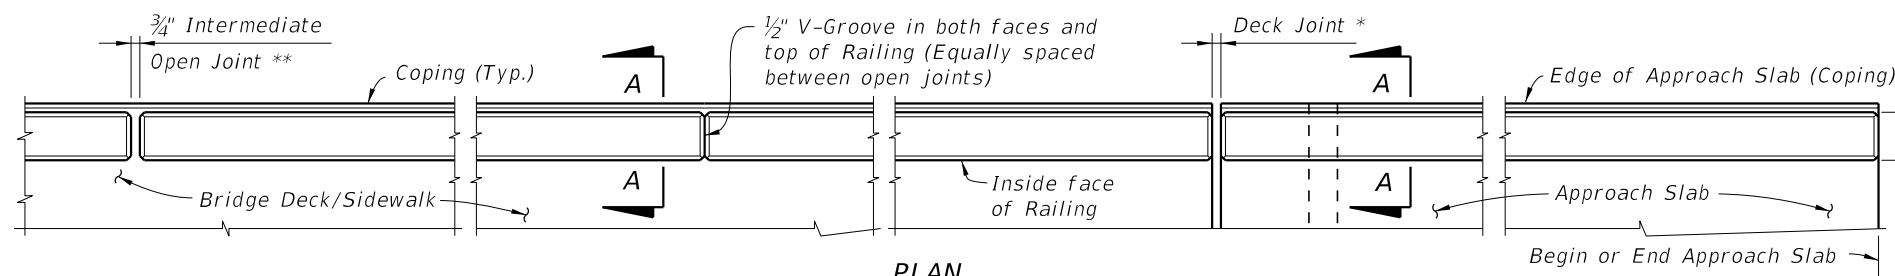 ¾" Intermediate
Open Joint **
Coping (Typ.)
A
½" V-Groove in both faces and
top of Railing (Equally spaced
between open joints)
Deck Joint *
A
Edge of Approach Slab (Coping)
Bridge Deck/Sidewalk
A
Inside face
of Railing
A
Approach Slab
Begin or End Approach Slab
PLAN